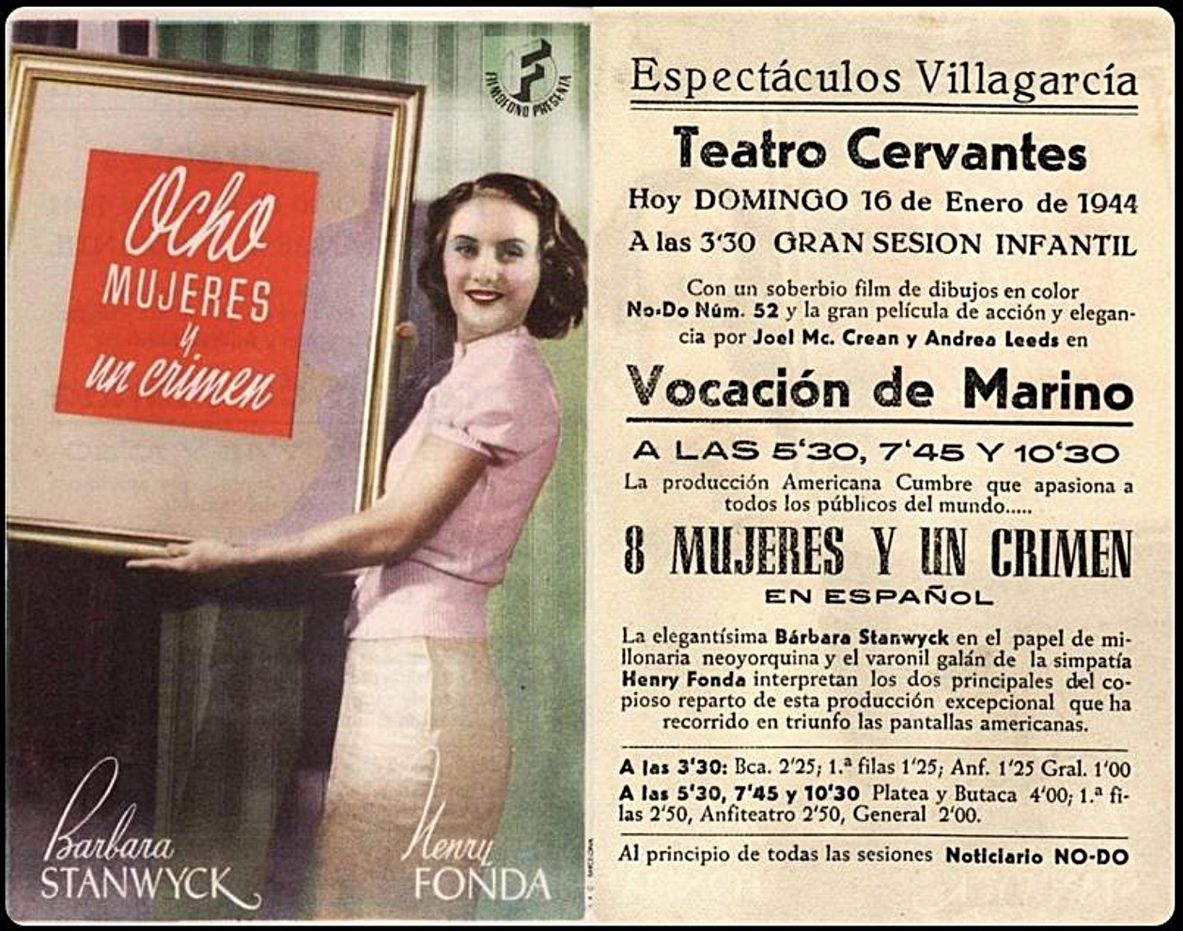 FILMOFONO PRESENTA
Ocho
MUJERES
y
un crimen
Barbara
STANWYCK
Henry
FONDA
Espectáculos Villagarcía
Teatro Cervantes
Hoy DOMINGO 16 de Enero de 1944
A las 3'30 GRAN SESION INFANTIL
Con un soberbio film de dibujos en color
No-Do Núm. 52 y la gran película de acción y elegan-
cia por Joel Mc. Crean y Andrea Leeds en
Vocación de Marino
A LAS 5'30, 7'45 Y 10'30
La producción Americana Cumbre que apasiona a
todos los públicos del mundo.....
8 MUJERES Y UN CRIMEN
EN ESPAÑOL
La elegantísima Bárbara Stanwyck en el papel de mi-
llonaria neoyorquina y el varonil galán de la simpatía
Henry Fonda interpretan los dos principales del co-
pioso reparto de esta producción excepcional que ha
recorrido en triunfo las pantallas americanas.
A las 3'30: Bca. 2'25; 1.ª filas 1'25; Anf. 1'25 Gral. 1'00
A las 5'30, 7'45 y 10'30 Platea y Butaca 4'00; 1.ª fi-
las 2'50, Anfiteatro 2'50, General 2'00.
Al principio de todas las sesiones Noticiario NO-DO